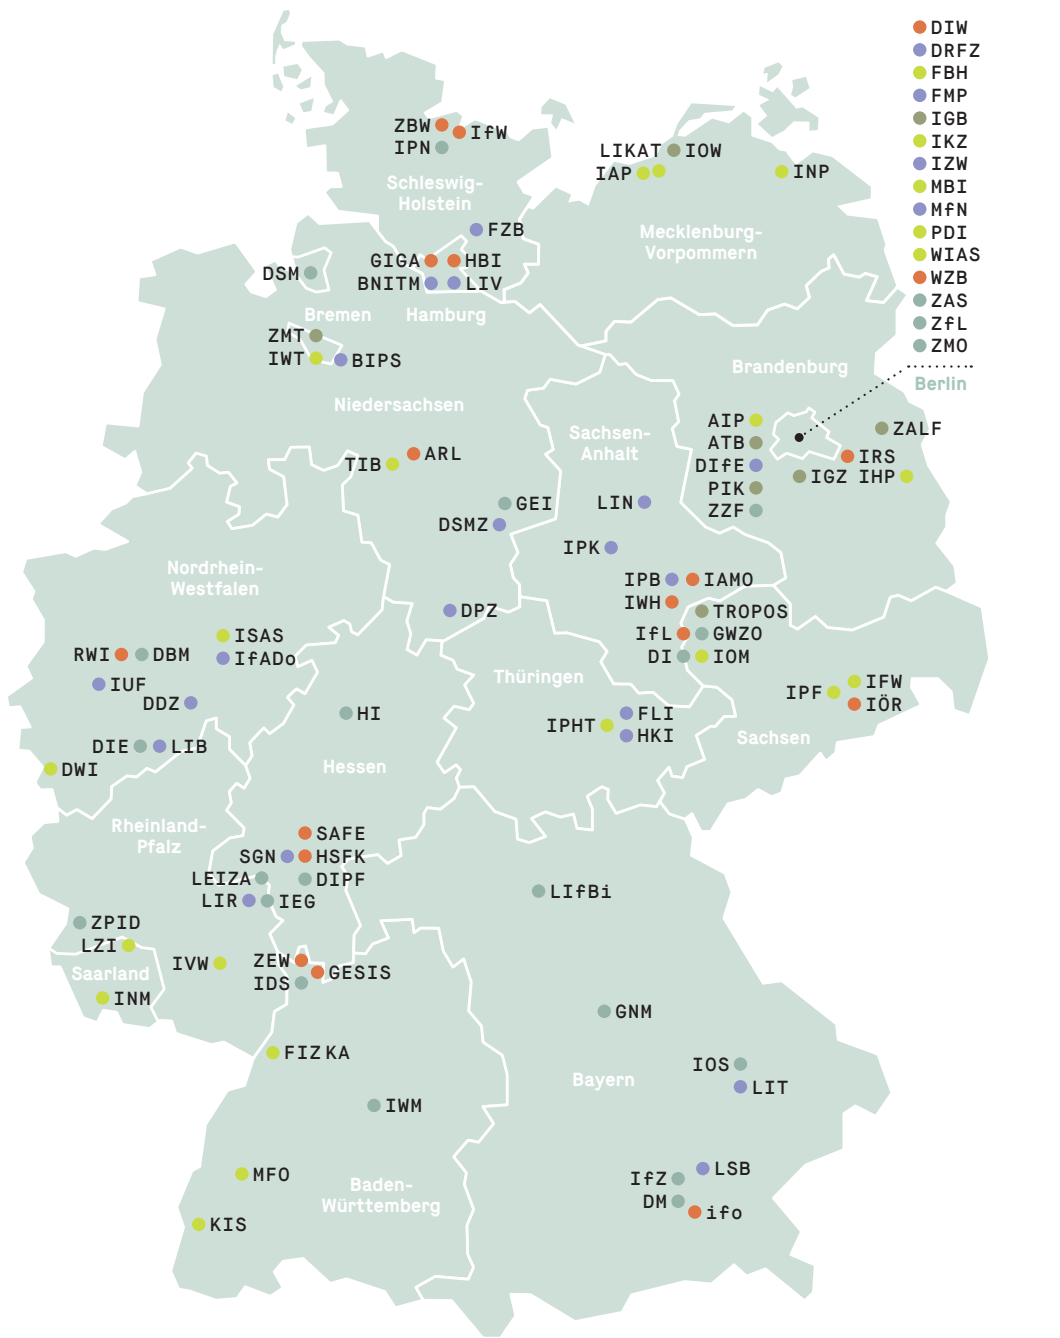 DIW
DRFZ
FBH
FMP
IGB
IKZ
IZW
MBI
MfN
PDI
WIAS
WZB
ZAS
ZfL
ZMO
Berlin
ZBW IfW
IPN
Schleswig-
Holstein
FZB
GIGA HBI
BNITM LIV
Hamburg
LIKAT IOW
IAP
INP
Mecklenburg-
Vorpommern
DSM
Bremen
ZMT
IWT BIPS
Niedersachsen
TIB ARL
GEI
DSMZ
DPZ
Brandenburg
AIP
ATB
DIfE
PIK
ZZF
ZALF
IRS
IGZ IHP
Sachsen-
Anhalt
LIN
IPK
IPB IAMO
IWH
TROPOS
IfL GWZO
DI IOM
IPF IFW
IÖR
Sachsen
Nordrhein-
Westfalen
ISAS
IfADo
RWI DBM
IUF
DDZ
DIE LIB
DWI
HI
Hessen
Thüringen
IPHT FLI
HKI
Rheinland-
Pfalz
SAFE
SGN HSFK
LEIZA DIPF
LIR IEG
ZPID
LZI
Saarland
INM
IVW
ZEW
GESIS
IDS
FIZ KA
IWM
MFO
KIS
Baden-
Württemberg
LIfBi
GNM
Bayern
IOS
LIT
LSB
IfZ
DM
ifo